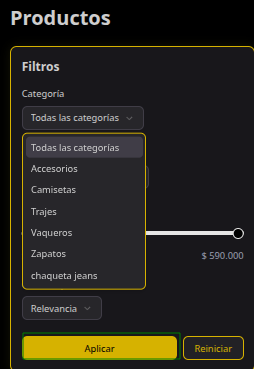 Productos
Filtros
Categoría
Todas las categorías
Todas las categorías
Accesorios
Camisetas
Trajes
Vaqueros
Zapatos
chaqueta jeans
$ 590.000
Relevancia
Aplicar
Reiniciar